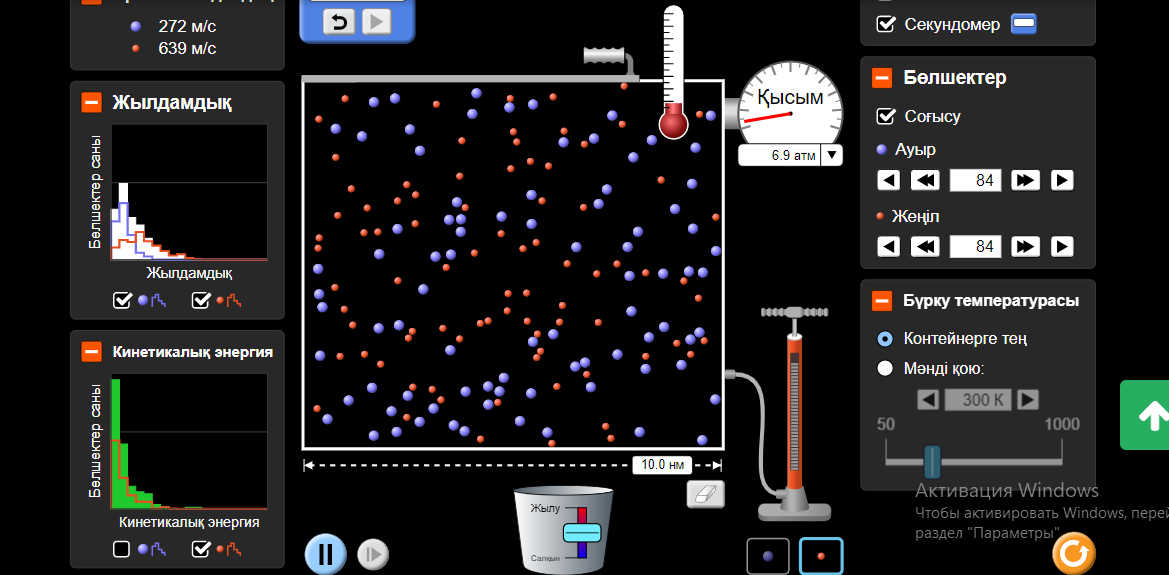 272 м/с
639 м/с
Жылдамдық
Бөлшектер саны
Жылдамдық
Кинетикалық энергия
Бөлшектер саны
Кинетикалық энергия
Қысым
6.9 атм
10.0 нм
Жылу
Салқын
Секундомер
Бөлшектер
Соғысу
Ауыр
84
Жеңіл
84
Бүрку температурасы
Контейнерге тең
Мәнді қою:
300 K
50
1000
Активация Windows
Чтобы активировать Windows, перей
раздел "Параметры"